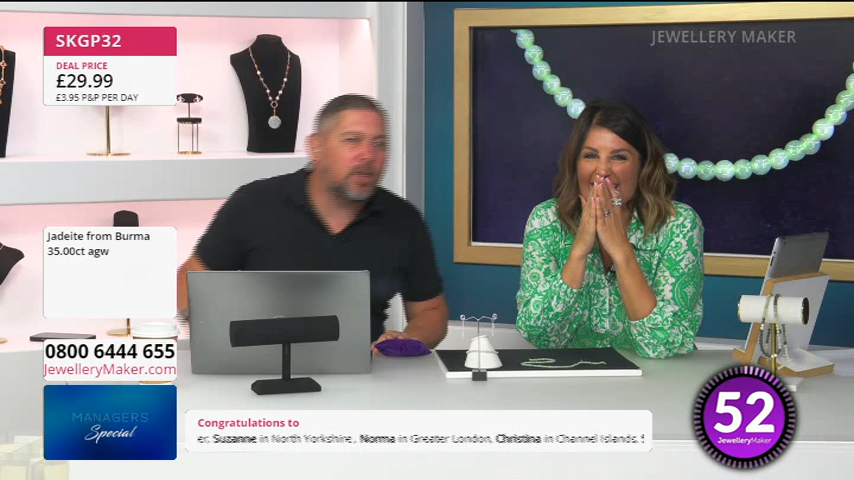 SKGP32
DEAL PRICE
£29.99
£3.95 P&P PER DAY
JEWELLERY MAKER
Jadeite from Burma
35.00ct agw
0800 6444 655
JewelleryMaker.com
MANAGERS
Special
Congratulations to
er, Suzanne in North Yorkshire, Norma in Greater London, Christina in Channel Islands,
52
JewelleryMaker